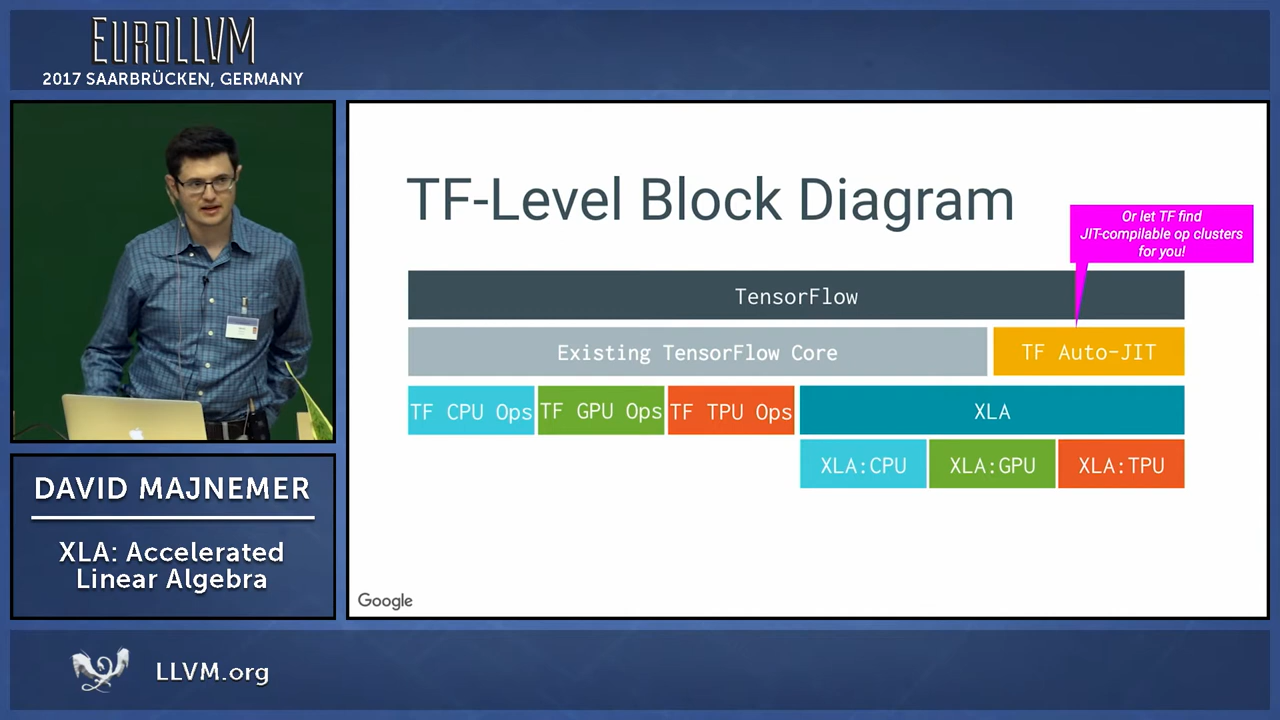 EUROLLVM
2017 SAARBRÜCKEN, GERMANY
DAVID MAJNEMER
XLA: Accelerated
Linear Algebra
LLVM.org
TF-Level Block Diagram
Or let TF find
JIT-compilable op clusters
for you!
TensorFlow
Existing TensorFlow Core
TF Auto-JIT
TF CPU Ops
TF GPU Ops
TF TPU Ops
XLA
XLA:CPU
XLA:GPU
XLA:TPU
Google